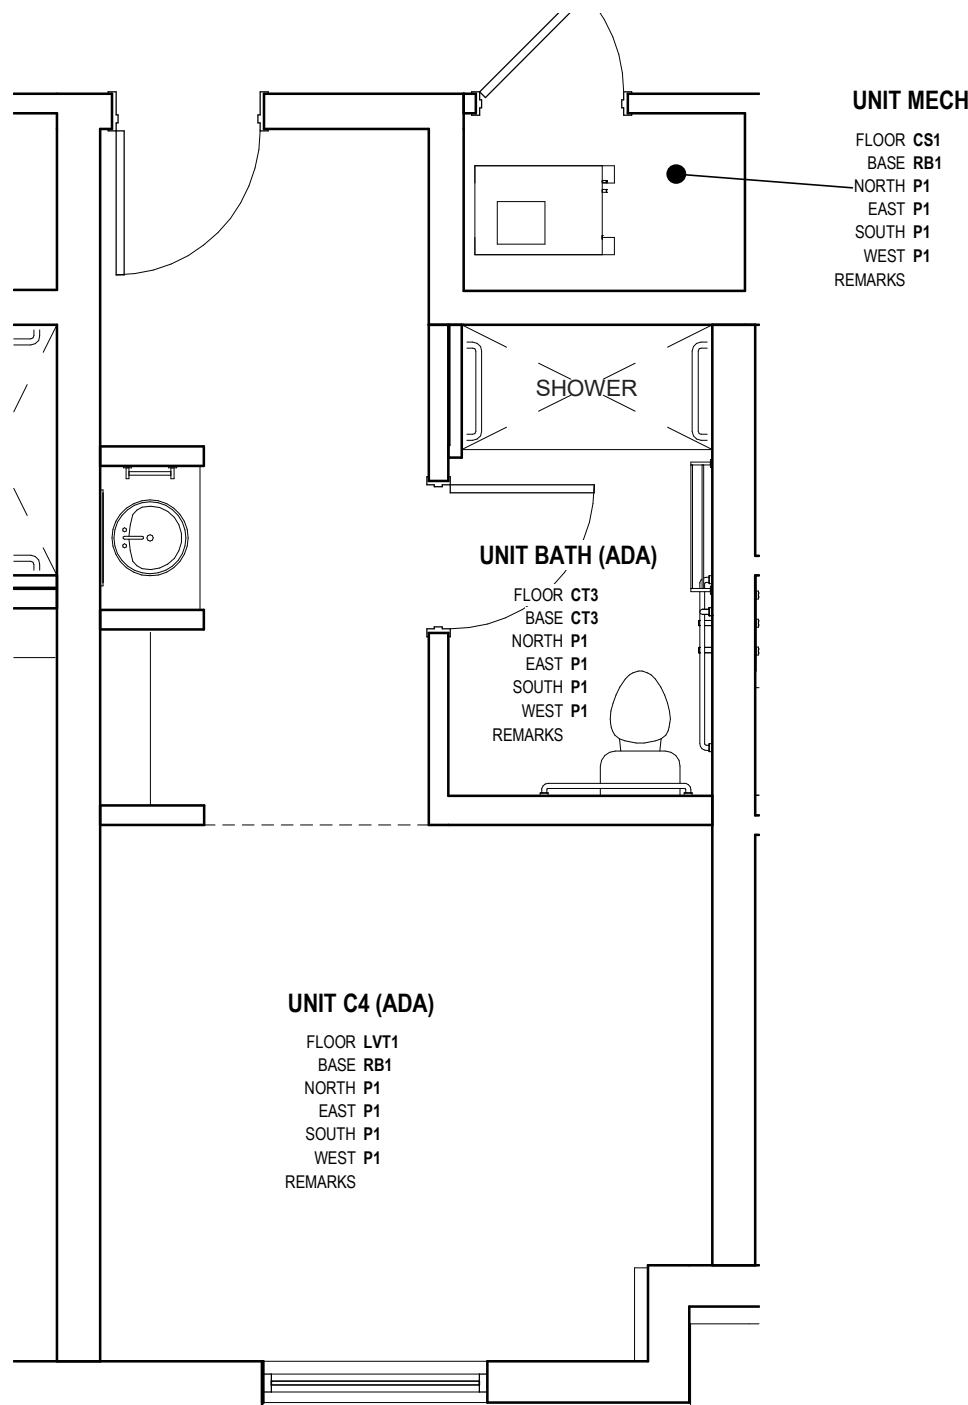 UNIT MECH
FLOOR CS1
BASE RB1
NORTH P1
EAST P1
SOUTH P1
WEST P1
REMARKS
SHOWER
UNIT BATH (ADA)
FLOOR CT3
BASE CT3
NORTH P1
EAST P1
SOUTH P1
WEST P1
REMARKS
UNIT C4 (ADA)
FLOOR LVT1
BASE RB1
NORTH P1
EAST P1
SOUTH P1
WEST P1
REMARKS